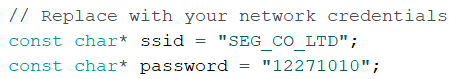 // Replace with your network credentials
const char* ssid = "SEG_CO_LTD";
const char* password = "12271010";